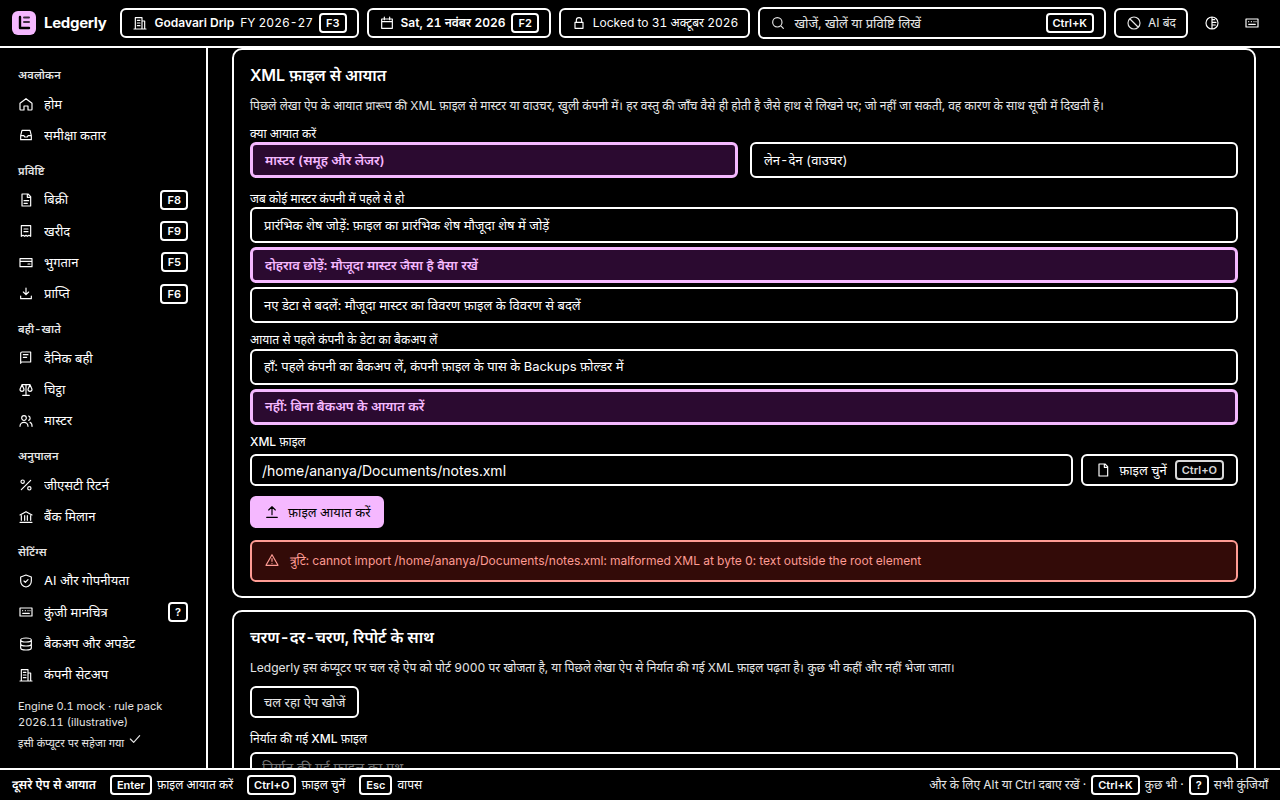 Ledgerly
Godavari Drip FY 2026-27 F3
Sat, 21 नवंबर 2026 F2
Locked to 31 अक्टूबर 2026
खोजें, खोलें या प्रविष्टि लिखें Ctrl+K
AI बंद
अवलोकन
होम
समीक्षा कतार
प्रविष्टि
बिक्री F8
खरीद F9
भुगतान F5
प्राप्ति F6
बही-खाते
दैनिक बही
चिट्ठा
मास्टर
अनुपालन
जीएसटी रिटर्न
बैंक मिलान
सेटिंग्स
AI और गोपनीयता
कुंजी मानचित्र ?
बैकअप और अपडेट
कंपनी सेटअप
Engine 0.1 mock · rule pack
2026.11 (illustrative)
इसी कंप्यूटर पर सहेजा गया
XML फ़ाइल से आयात
पिछले लेखा ऐप के आयात प्रारूप की XML फ़ाइल से मास्टर या वाउचर, खुली कंपनी में। हर वस्तु की जाँच वैसे ही होती है जैसे हाथ से लिखने पर; जो नहीं जा सकती, वह कारण के साथ सूची में दिखती है।
क्या आयात करें
मास्टर (समूह और लेजर)
लेन-देन (वाउचर)
जब कोई मास्टर कंपनी में पहले से हो
प्रारंभिक शेष जोड़ें: फ़ाइल का प्रारंभिक शेष मौजूदा शेष में जोड़ें
दोहराव छोड़ें: मौजूदा मास्टर जैसा है वैसा रखें
नए डेटा से बदलें: मौजूदा मास्टर का विवरण फ़ाइल के विवरण से बदलें
आयात से पहले कंपनी के डेटा का बैकअप लें
हाँ: पहले कंपनी का बैकअप लें, कंपनी फ़ाइल के पास के Backups फ़ोल्डर में
नहीं: बिना बैकअप के आयात करें
XML फ़ाइल
/home/ananya/Documents/notes.xml
फ़ाइल चुनें Ctrl+O
फ़ाइल आयात करें
त्रुटि: cannot import /home/ananya/Documents/notes.xml: malformed XML at byte 0: text outside the root element
चरण-दर-चरण, रिपोर्ट के साथ
Ledgerly इस कंप्यूटर पर चल रहे ऐप को पोर्ट 9000 पर खोजता है, या पिछले लेखा ऐप से निर्यात की गई XML फ़ाइल पढ़ता है। कुछ भी कहीं और नहीं भेजा जाता।
चल रहा ऐप खोजें
निर्यात की गई XML फ़ाइल
निर्यात की गई फ़ाइल का पथ
दूसरे ऐप से आयात Enter फ़ाइल आयात करें Ctrl+O फ़ाइल चुनें Esc वापस
और के लिए Alt या Ctrl दबाए रखें · Ctrl+K कुछ भी · ? सभी कुंजियाँ